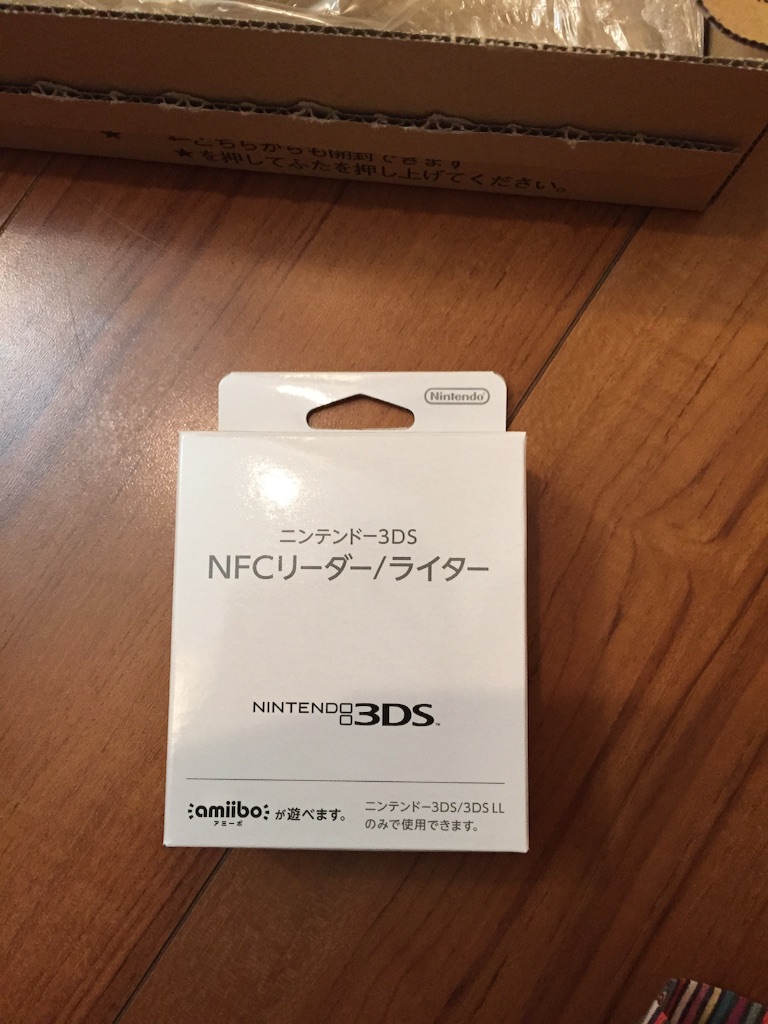 ★ ←こちらからも開封できます
★を押してふたを押し上げてください。
Nintendo
ニンテンドー3DS
NFCリーダー/ライター
NINTENDO 3DS™
amiibo が遊べます。
アミーボ
ニンテンドー3DS/3DS LL
のみで使用できます。